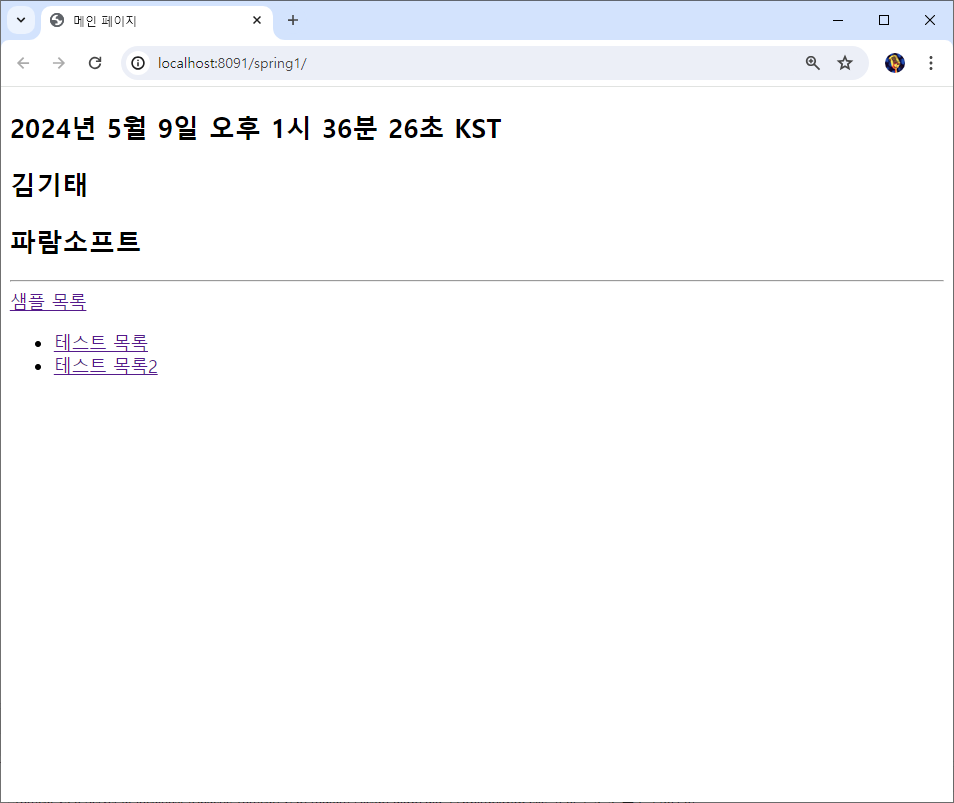 메인 페이지
localhost:8091/spring1/
2024년 5월 9일 오후 1시 36분 26초 KST
김기태
파람소프트
샘플 목록
테스트 목록
테스트 목록2